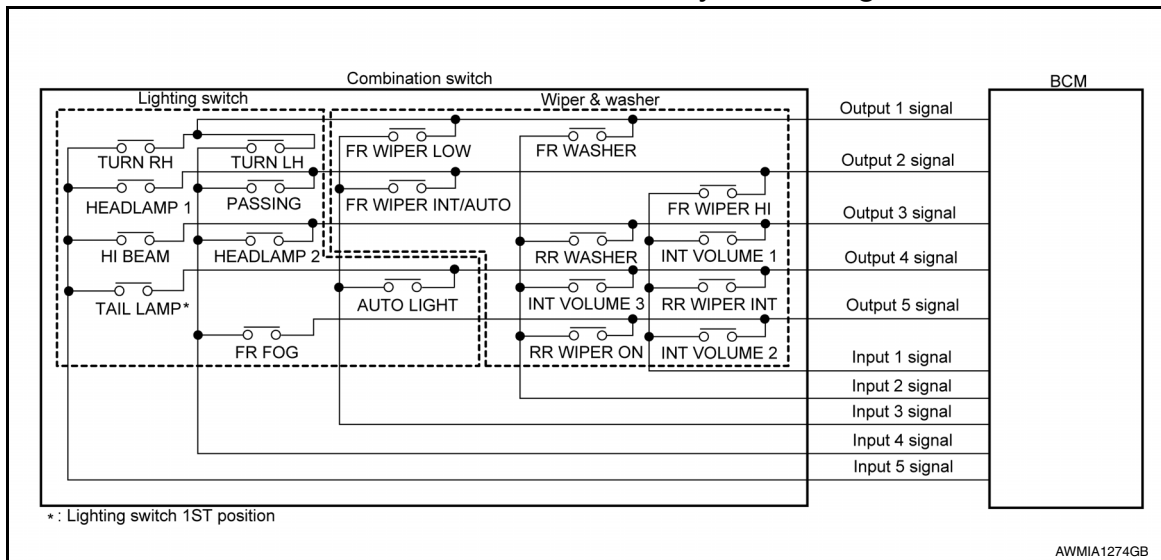 Combination switch
BCM
Lighting switch
Wiper & washer
Output 1 signal
TURN RH
TURN LH
FR WIPER LOW
FR WASHER
Output 2 signal
HEADLAMP 1
PASSING
FR WIPER INT/AUTO
FR WIPER HI
Output 3 signal
HI BEAM
HEADLAMP 2
RR WASHER
INT VOLUME 1
Output 4 signal
TAIL LAMP*
AUTO LIGHT
INT VOLUME 3
RR WIPER INT
Output 5 signal
FR FOG
RR WIPER ON
INT VOLUME 2
Input 1 signal
Input 2 signal
Input 3 signal
Input 4 signal
Input 5 signal
* : Lighting switch 1ST position
AWMIA1274GB